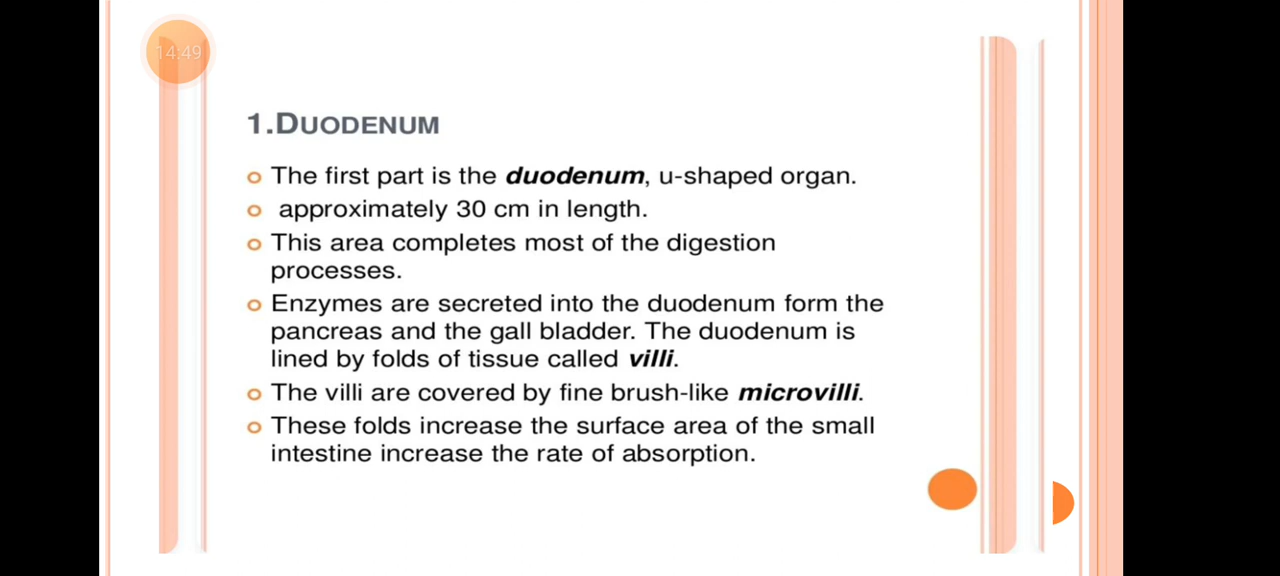 14:49
1.DUODENUM
The first part is the duodenum, u-shaped organ.
approximately 30 cm in length.
This area completes most of the digestion
processes.
Enzymes are secreted into the duodenum form the
pancreas and the gall bladder. The duodenum is
lined by folds of tissue called villi.
The villi are covered by fine brush-like microvilli.
These folds increase the surface area of the small
intestine increase the rate of absorption.